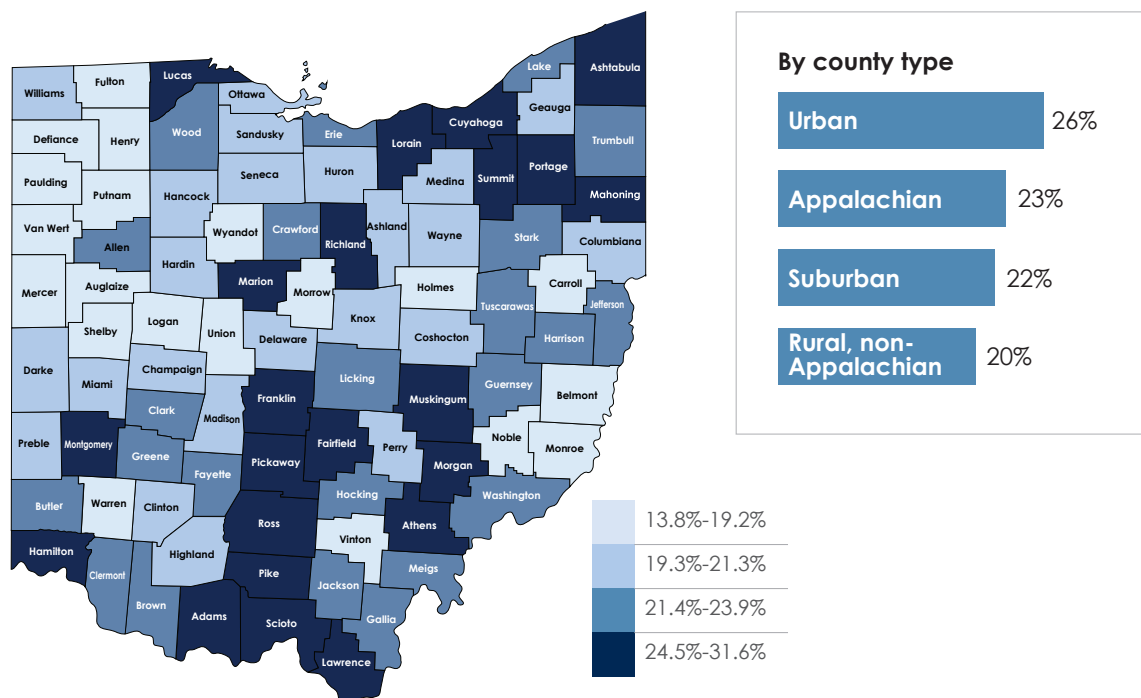 Williams
Fulton
Lucas
Ottawa
Lake
Ashtabula
Geauga
Cuyahoga
Defiance
Henry
Wood
Sandusky
Erie
Lorain
Trumbull
Paulding
Putnam
Hancock
Seneca
Huron
Medina
Summit
Portage
Mahoning
Van Wert
Allen
Wyandot
Crawford
Richland
Ashland
Wayne
Stark
Columbiana
Mercer
Auglaize
Hardin
Marion
Morrow
Holmes
Carroll
Jefferson
Shelby
Logan
Union
Delaware
Knox
Coshocton
Tuscarawas
Harrison
Darke
Miami
Champaign
Licking
Guernsey
Belmont
Clark
Madison
Franklin
Muskingum
Preble
Montgomery
Greene
Fayette
Pickaway
Fairfield
Perry
Morgan
Noble
Monroe
Butler
Warren
Clinton
Ross
Hocking
Athens
Washington
Hamilton
Clermont
Brown
Highland
Pike
Vinton
Jackson
Meigs
Adams
Scioto
Gallia
Lawrence
By county type
Urban 26%
Appalachian 23%
Suburban 22%
Rural, non-
Appalachian 20%
13.8%-19.2%
19.3%-21.3%
21.4%-23.9%
24.5%-31.6%